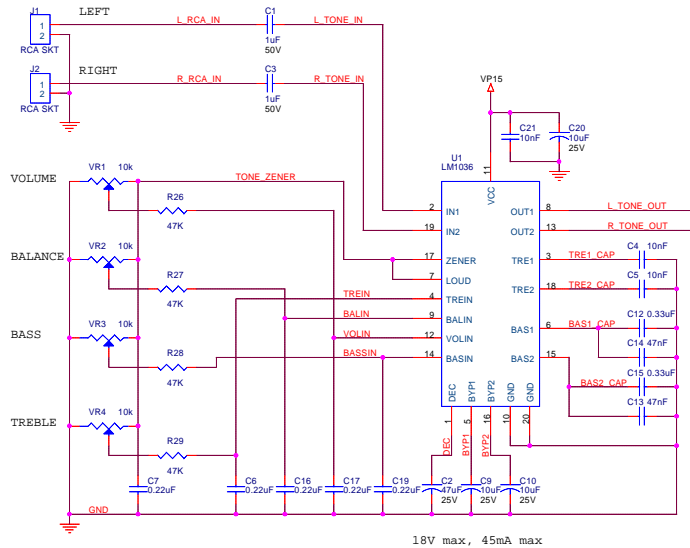 J1 LEFT
1
2
RCA SKT
L_RCA_IN
C1
1uF
50V
L_TONE_IN
J2 RIGHT
1
2
RCA SKT
R_RCA_IN
C3
1uF
50V
R_TONE_IN
VP15
C21
10nF
C20
10uF
25V
U1
LM1036
11
VCC
VOLUME
VR1 10k
TONE_ZENER
R26
47K
BALANCE
VR2 10k
R27
47K
BASS
VR3 10k
R28
47K
TREBLE
VR4 10k
R29
47K
TREIN
BALIN
VOLIN
BASSIN
2 IN1
19 IN2
17 ZENER
7 LOUD
4 TREIN
9 BALIN
12 VOLIN
14 BASIN
OUT1 8 L_TONE_OUT
OUT2 13 R_TONE_OUT
TRE1 3 TRE1_CAP C4 10nF
TRE2 18 TRE2_CAP C5 10nF
BAS1 6 BAS1_CAP C12 0.33uF
C14 47nF
BAS2 15 C15 0.33uF
BAS2_CAP
C13 47nF
DEC BYP1 BYP2 GND GND
1 5 16 10 20
DEC BYP1 BYP2
C7
0.22uF
C6
0.22uF
C16
0.22uF
C17
0.22uF
C19
0.22uF
C2
47uF
25V
C9
10uF
25V
C10
10uF
25V
GND
18V max, 45mA max